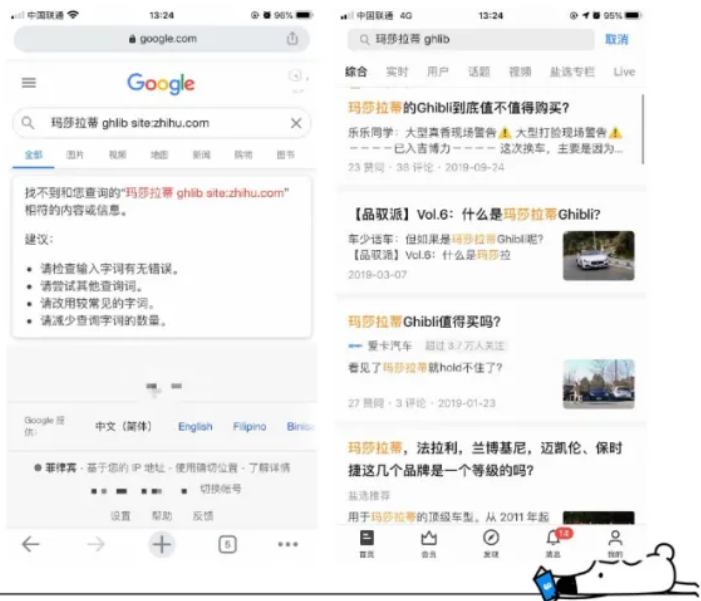 中国联通
13:24
96%
google.com
Google
玛莎拉蒂 ghlib site:zhihu.com
全部 图片 视频 地图 新闻 购物 图书
找不到和您查询的“玛莎拉蒂 ghlib site:zhihu.com”
相符的内容或信息。
建议：
请检查输入字词有无错误。
请尝试其他查询词。
请改用较常见的字词。
请减少查询字词的数量。
Google 提供:
中文（简体） English Filipino
菲律宾 - 基于您的 IP 地址 - 使用确切位置 - 了解详情
切换帐号
设置 帮助 反馈
5
中国联通 4G
13:24
95%
玛莎拉蒂 ghlib
取消
综合 实时 用户 话题 视频 盐选专栏 Live
玛莎拉蒂的Ghibli到底值不值得购买？
乐乐同学：大型真香现场警告⚠ 大型打脸现场警告⚠
－－－－已入吉博力－－－－ 这次换车，主要是因为...
23 赞同 · 36 评论 · 2019-09-24
【品驭派】Vol.6：什么是玛莎拉蒂Ghibli？
车少话车：但如果是玛莎拉蒂Ghibli呢？
【品驭派】Vol.6：什么是玛莎拉
2019-03-07
玛莎拉蒂Ghibli值得买吗？
爱卡汽车 超过 3.7 万人关注
看见了玛莎拉蒂就hold不住了？
27 赞同 · 3 评论 · 2019-01-23
玛莎拉蒂，法拉利，兰博基尼，迈凯伦、保时
捷这几个品牌是一个等级的吗？
盐选推荐
用于玛莎拉蒂的顶级车型。从 2011 年起
14
首页 会员 发现 消息 我的